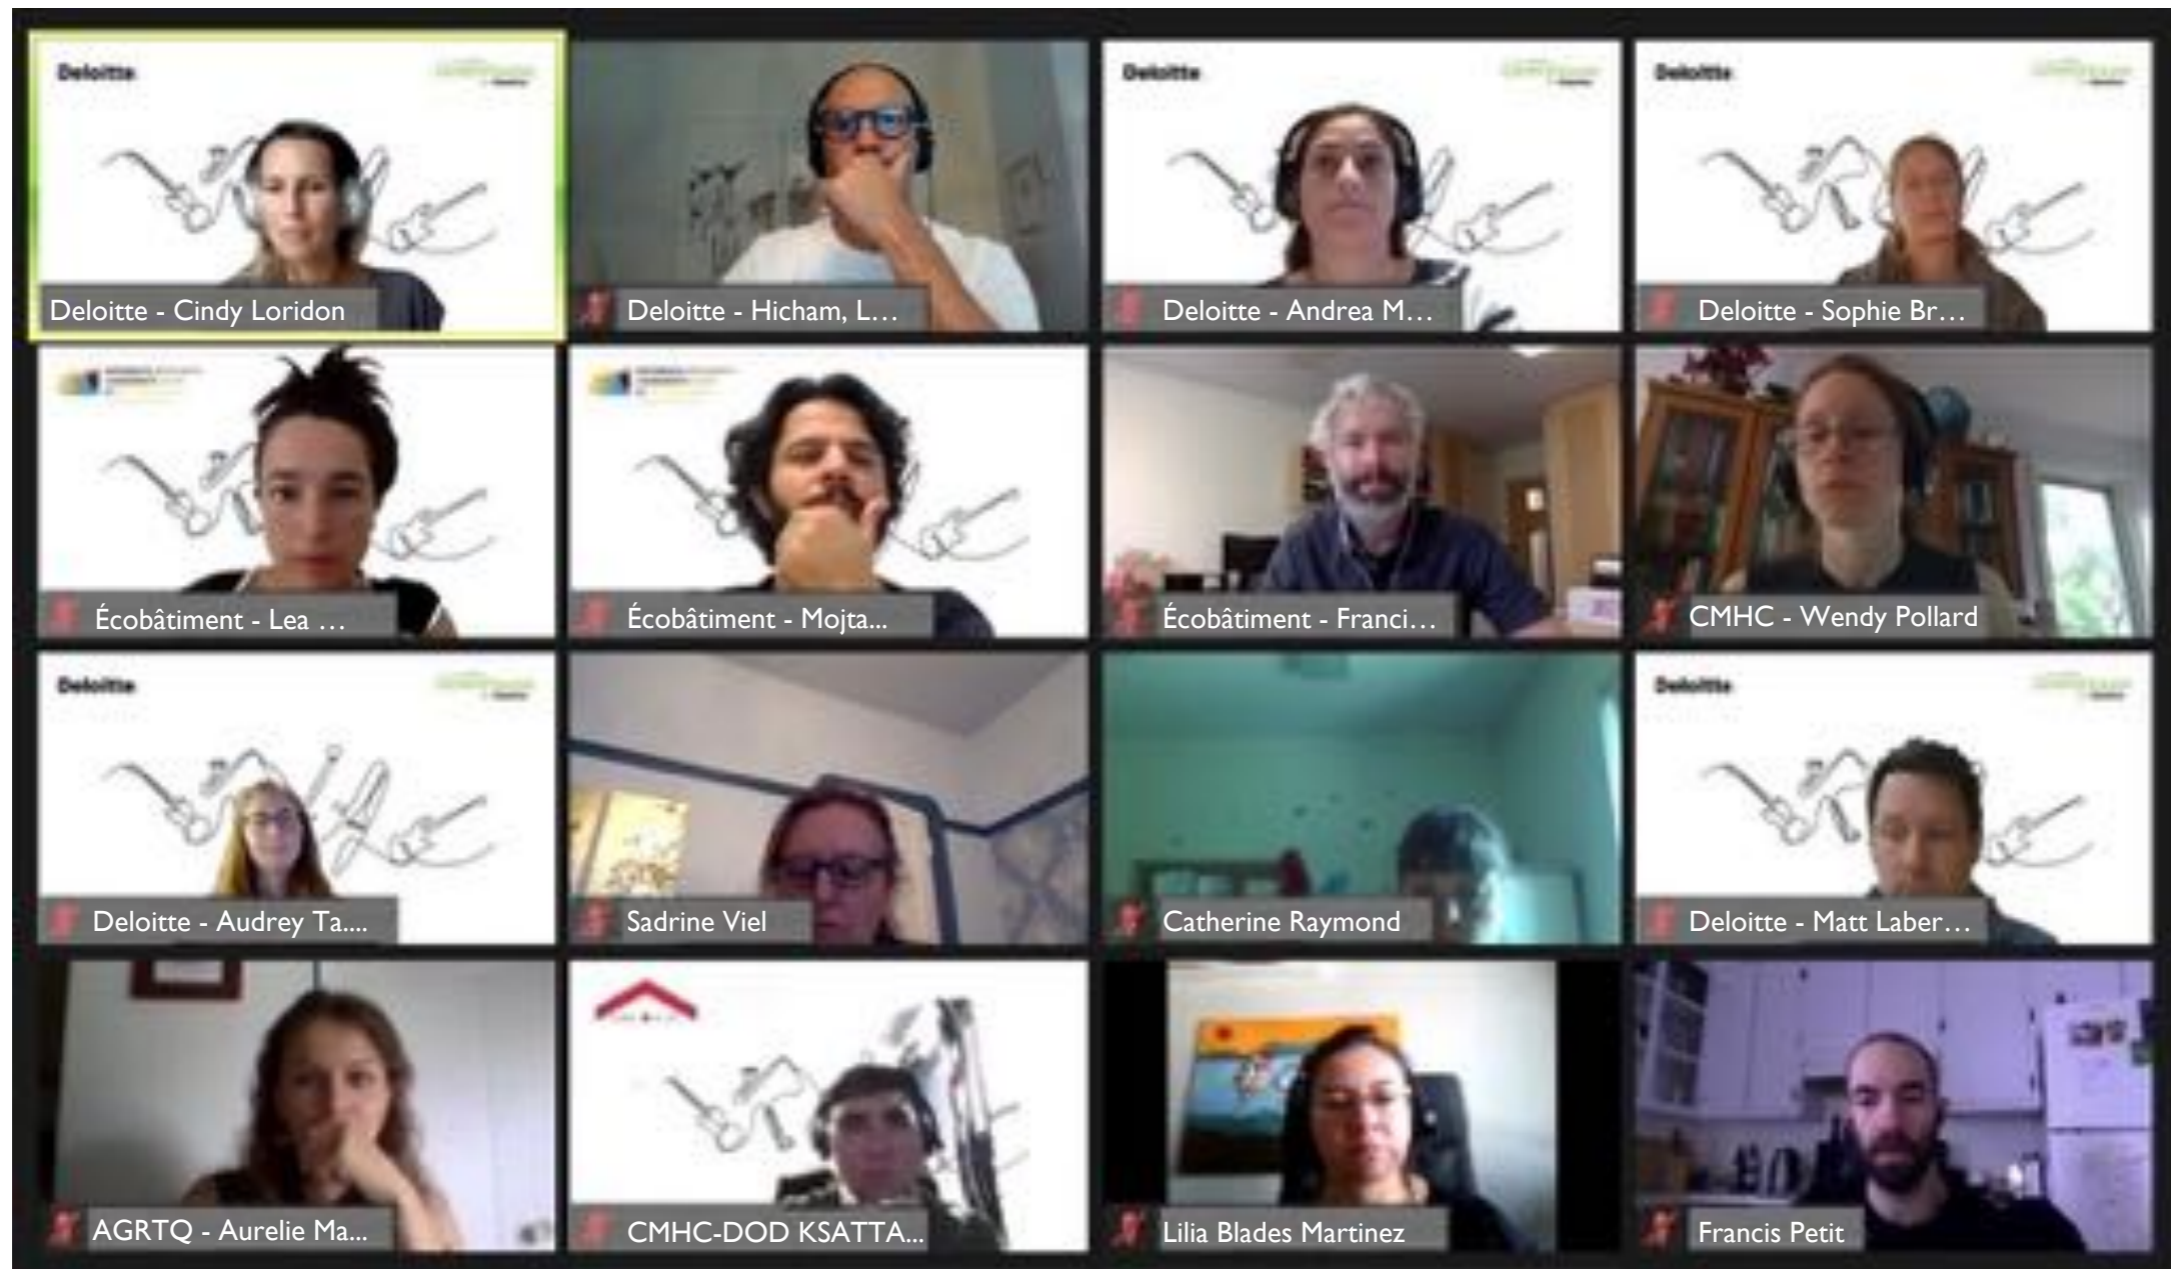 Deloitte
Deloitte - Cindy Loridon
Deloitte - Hicham, L...
Deloitte
Deloitte - Andrea M...
Deloitte
Deloitte - Sophie Br...
Écobâtiment - Lea ...
Écobâtiment - Mojta...
Écobâtiment - Franci...
CMHC - Wendy Pollard
Deloitte
Deloitte - Audrey Ta....
Sadrine Viel
Catherine Raymond
Deloitte
Deloitte - Matt Laber...
AGRTQ - Aurelie Ma...
CMHC-DOD KSATTA...
Lilia Blades Martinez
Francis Petit